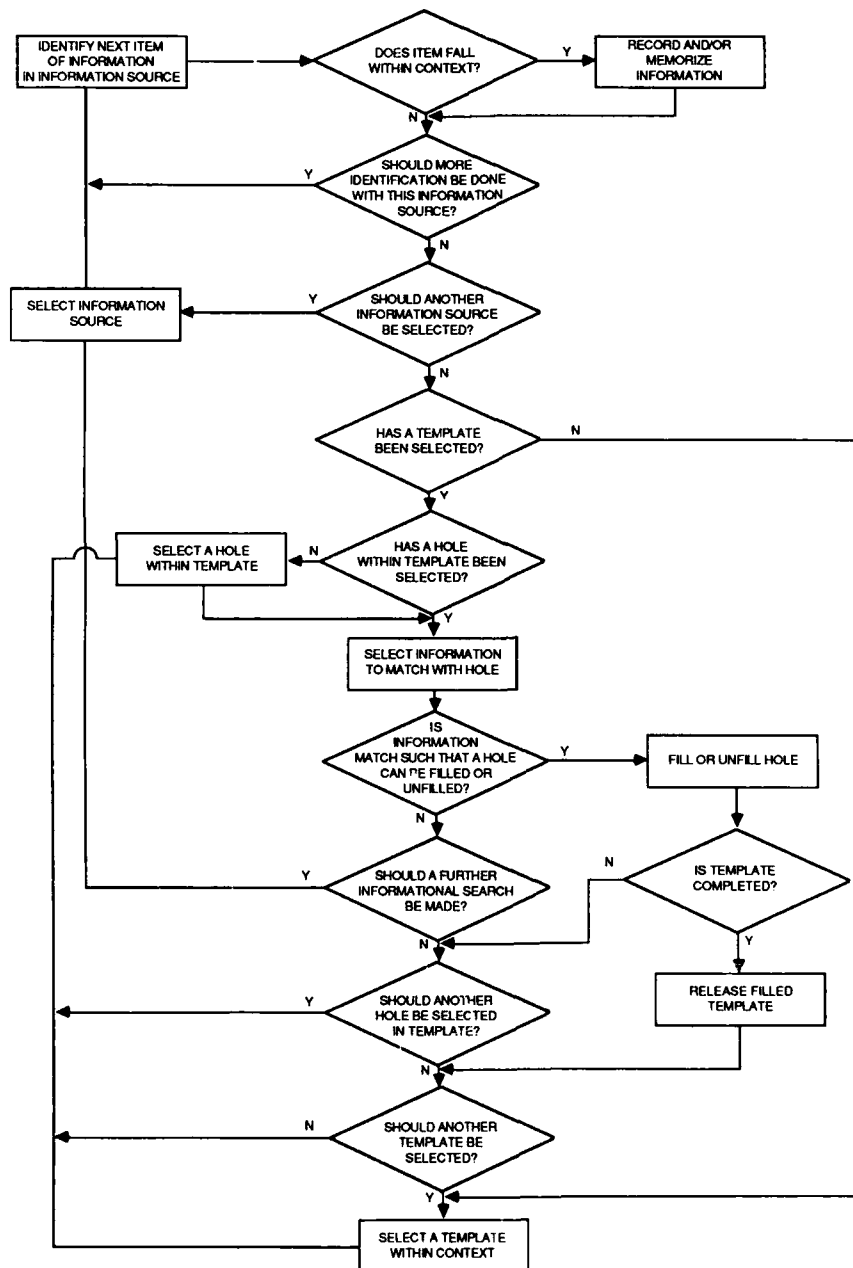 IDENTIFY NEXT ITEM
OF INFORMATION
IN INFORMATION SOURCE
DOES ITEM FALL
WITHIN CONTEXT?
Y
RECORD AND/OR
MEMORIZE
INFORMATION
N
SHOULD MORE
IDENTIFICATION BE DONE
WITH THIS INFORMATION
SOURCE?
Y
N
SELECT INFORMATION
SOURCE
Y
SHOULD ANOTHER
INFORMATION SOURCE
BE SELECTED?
N
HAS A TEMPLATE
BEEN SELECTED?
N
Y
SELECT A HOLE
WITHIN TEMPLATE
N
HAS A HOLE
WITHIN TEMPLATE BEEN
SELECTED?
Y
SELECT INFORMATION
TO MATCH WITH HOLE
IS
INFORMATION
MATCH SUCH THAT A HOLE
CAN BE FILLED OR
UNFILLED?
Y
FILL OR UNFILL HOLE
N
Y
SHOULD A FURTHER
INFORMATIONAL SEARCH
BE MADE?
N
IS TEMPLATE
COMPLETED?
N
Y
Y
SHOULD ANOTHER
HOLE BE SELECTED
IN TEMPLATE?
RELEASE FILLED
TEMPLATE
N
N
SHOULD ANOTHER
TEMPLATE BE
SELECTED?
Y
SELECT A TEMPLATE
WITHIN CONTEXT